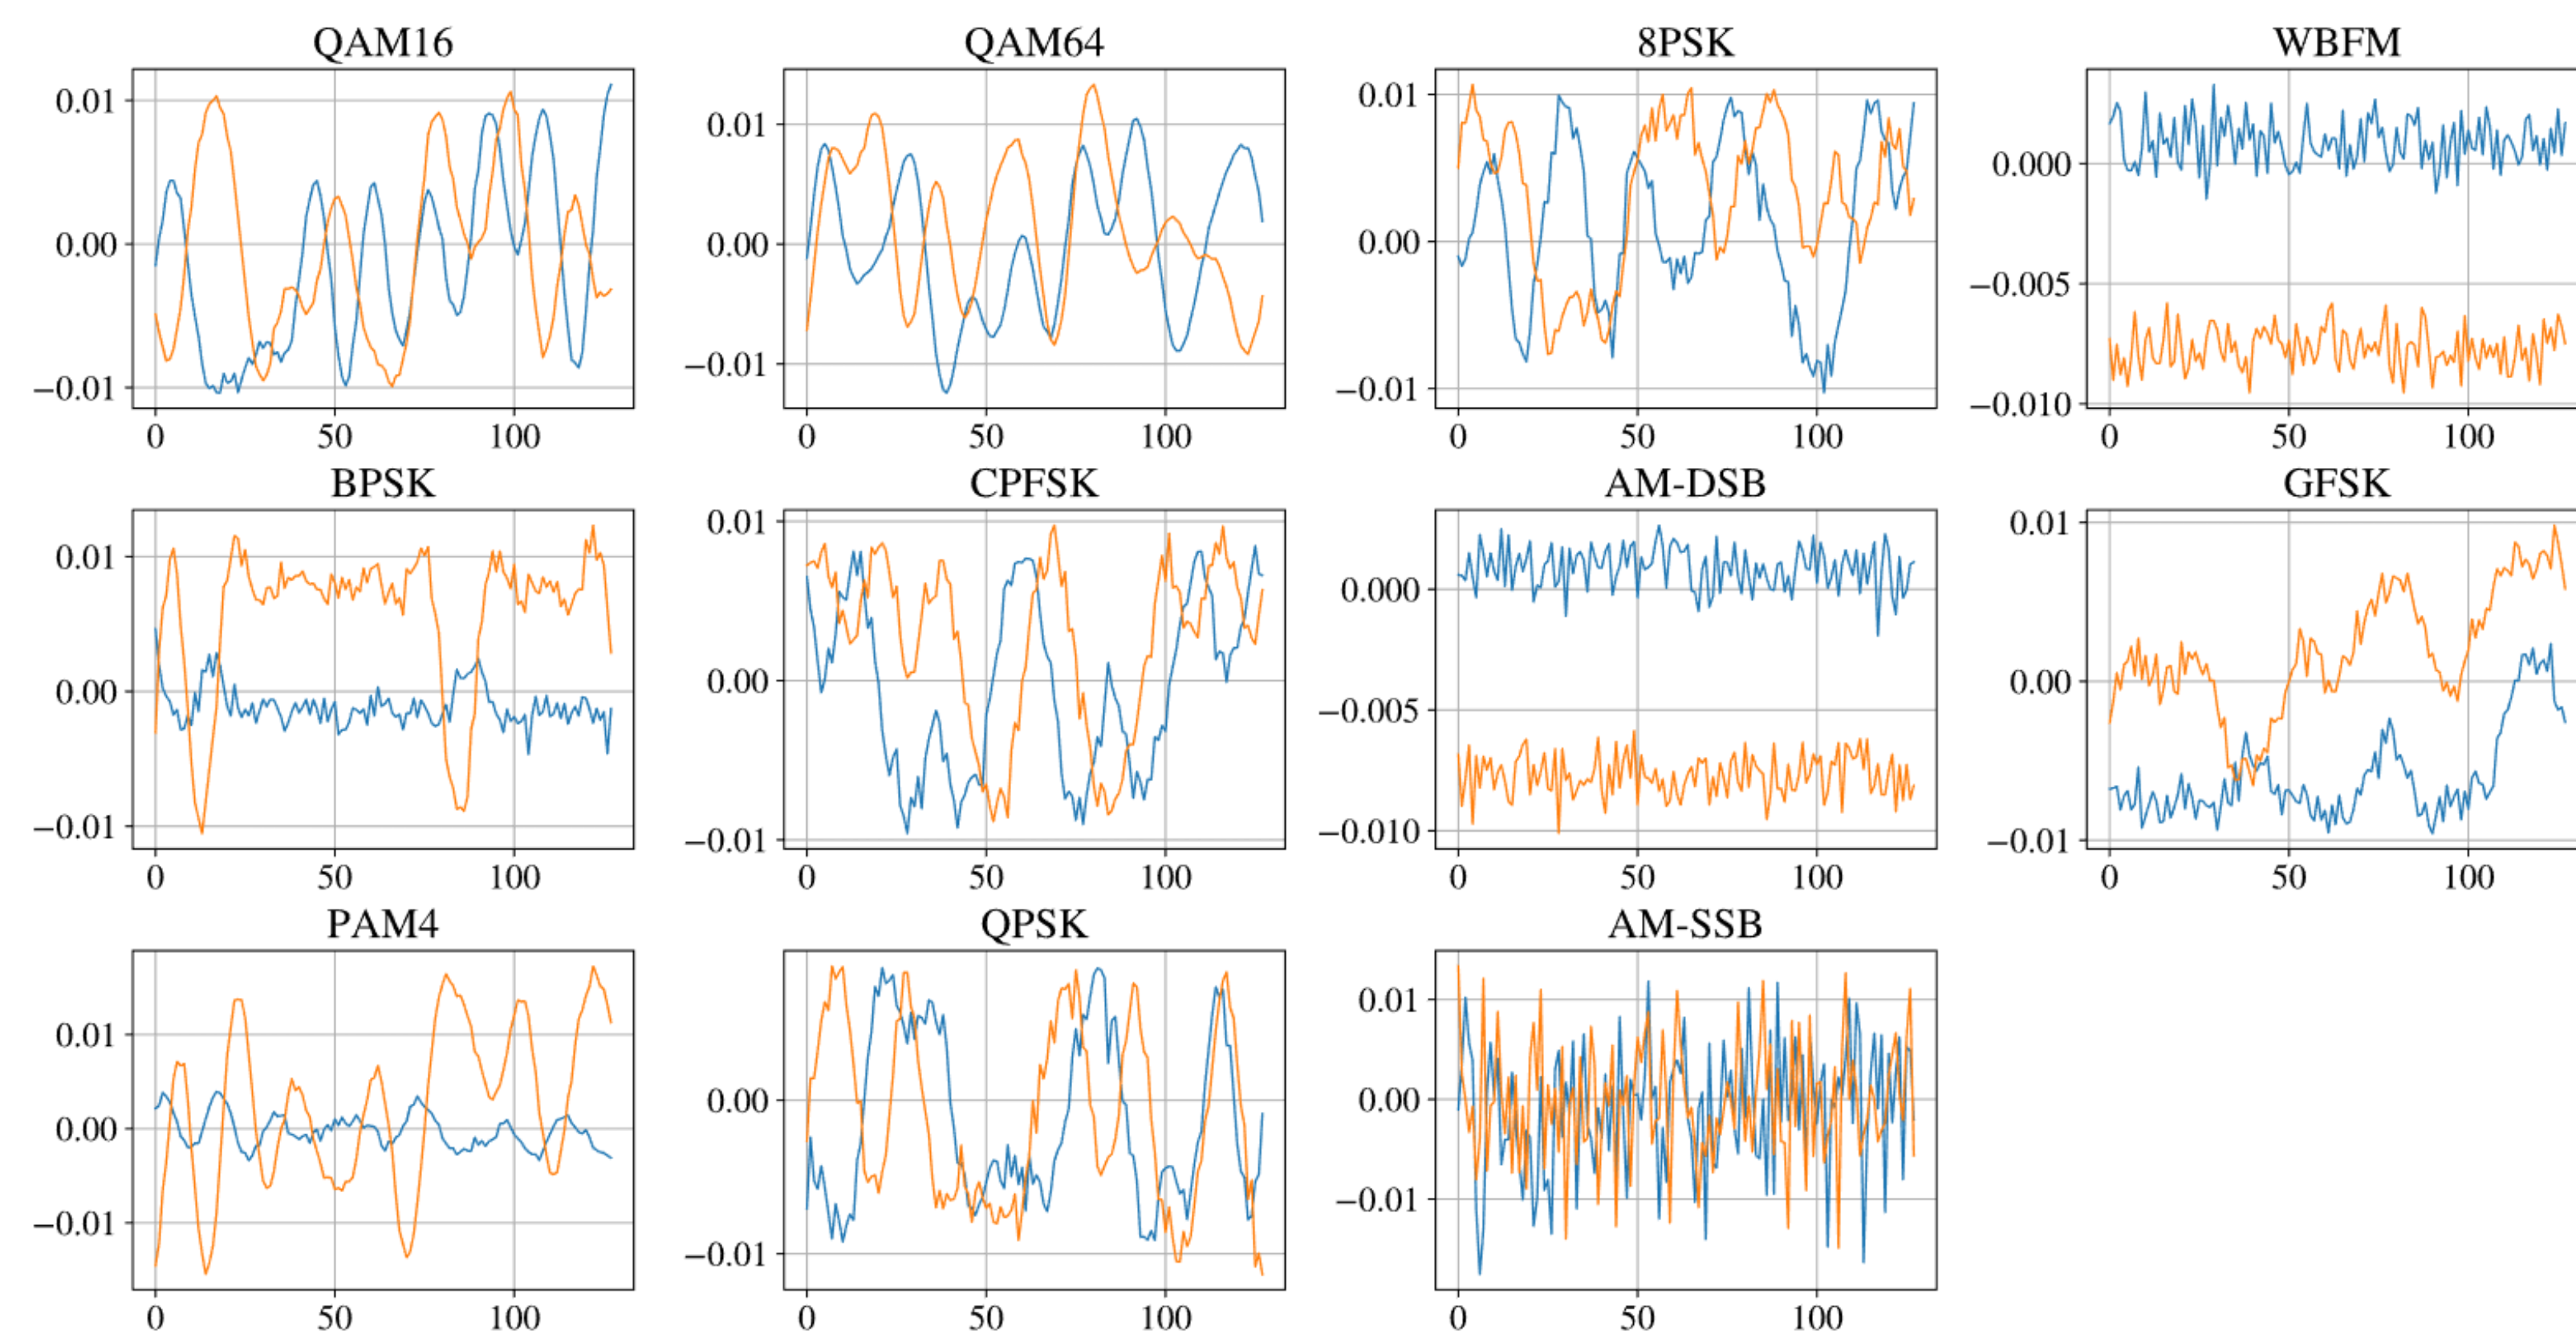 QAM16 QAM64 8PSK WBFM
0.01 0.00 −0.01 0.01 0.00 −0.01 0.01 0.00 −0.01 0.000 −0.005 −0.010
0 50 100 0 50 100 0 50 100 0 50 100
BPSK CPFSK AM-DSB GFSK
0.01 0.00 −0.01 0.01 0.00 −0.01 0.000 −0.005 −0.010 0.01 0.00 −0.01
0 50 100 0 50 100 0 50 100 0 50 100
PAM4 QPSK AM-SSB
0.01 0.00 −0.01 0.00 −0.01 0.01 0.00 −0.01
0 50 100 0 50 100 0 50 100